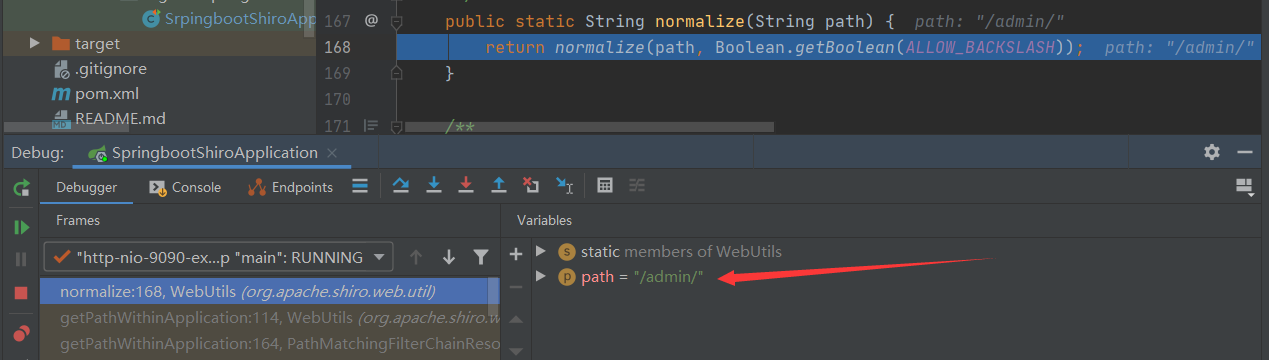 SrpingbootShiroApp
target
.gitignore
pom.xml
README.md
167 @ public static String normalize(String path) { path: "/admin/"
168 return normalize(path, Boolean.getBoolean(ALLOW_BACKSLASH)); path: "/admin/"
169 }
170
171 /**
Debug: SpringbootShiroApplication
Debugger Console Endpoints
Frames
Variables
"http-nio-9090-ex...p "main": RUNNING
normalize:168, WebUtils (org.apache.shiro.web.util)
getPathWithinApplication:114, WebUtils (org.apache.shiro.w
getPathWithinApplication:164, PathMatchingFilterChainReso
static members of WebUtils
path = "/admin/"